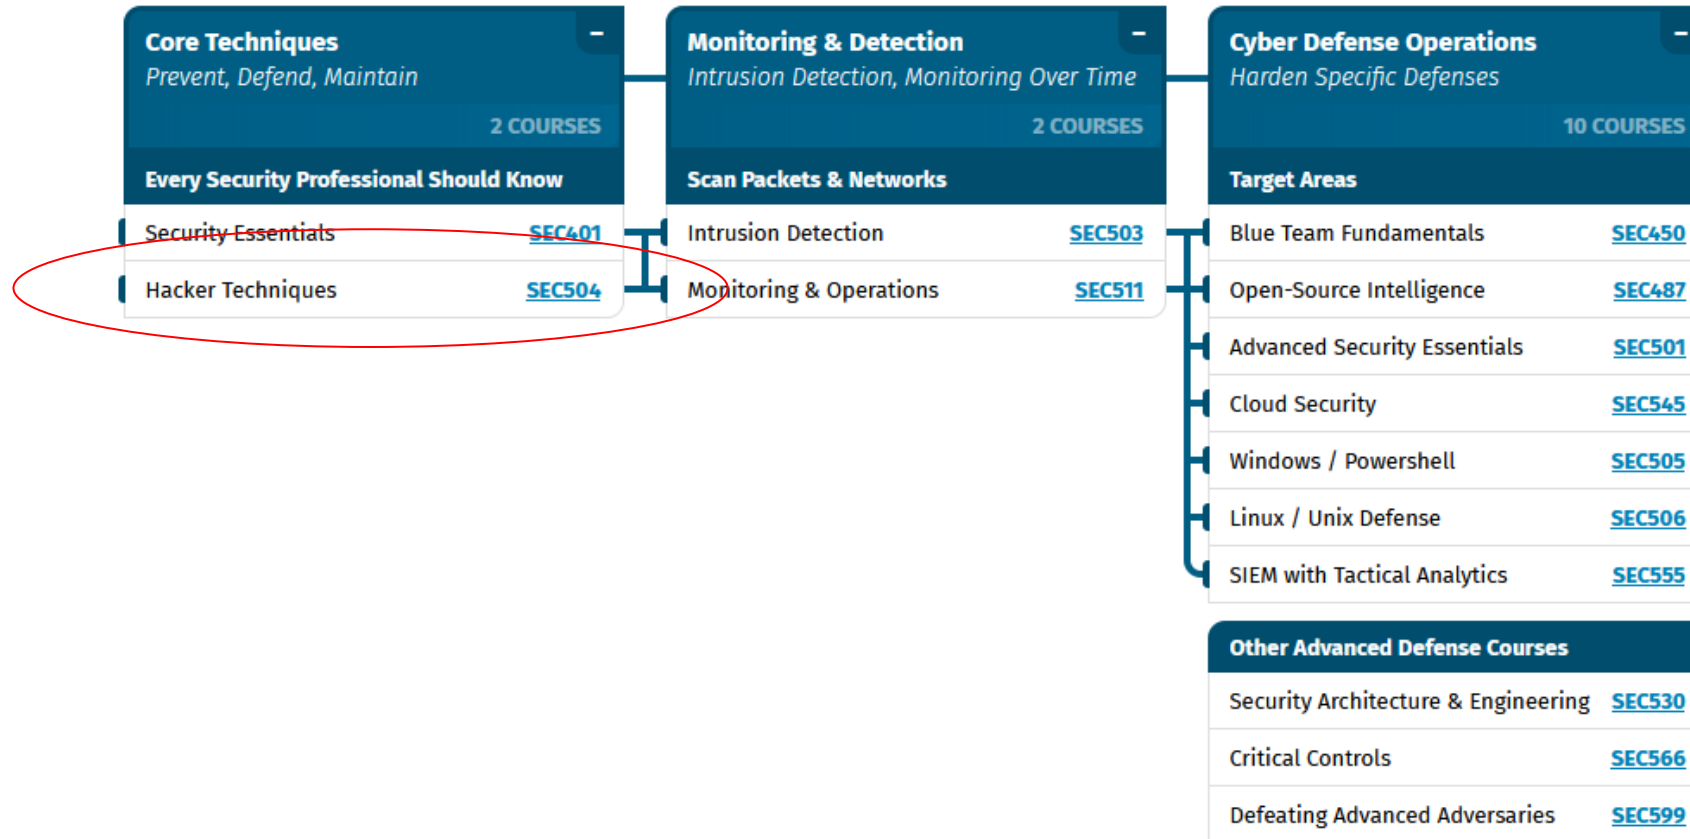 Core Techniques
Prevent, Defend, Maintain
2 COURSES
Every Security Professional Should Know
Security Essentials SEC401
Hacker Techniques SEC504
Monitoring & Detection
Intrusion Detection, Monitoring Over Time
2 COURSES
Scan Packets & Networks
Intrusion Detection SEC503
Monitoring & Operations SEC511
Cyber Defense Operations
Harden Specific Defenses
10 COURSES
Target Areas
Blue Team Fundamentals SEC450
Open-Source Intelligence SEC487
Advanced Security Essentials SEC501
Cloud Security SEC545
Windows / Powershell SEC505
Linux / Unix Defense SEC506
SIEM with Tactical Analytics SEC555
Other Advanced Defense Courses
Security Architecture & Engineering SEC530
Critical Controls SEC566
Defeating Advanced Adversaries SEC599